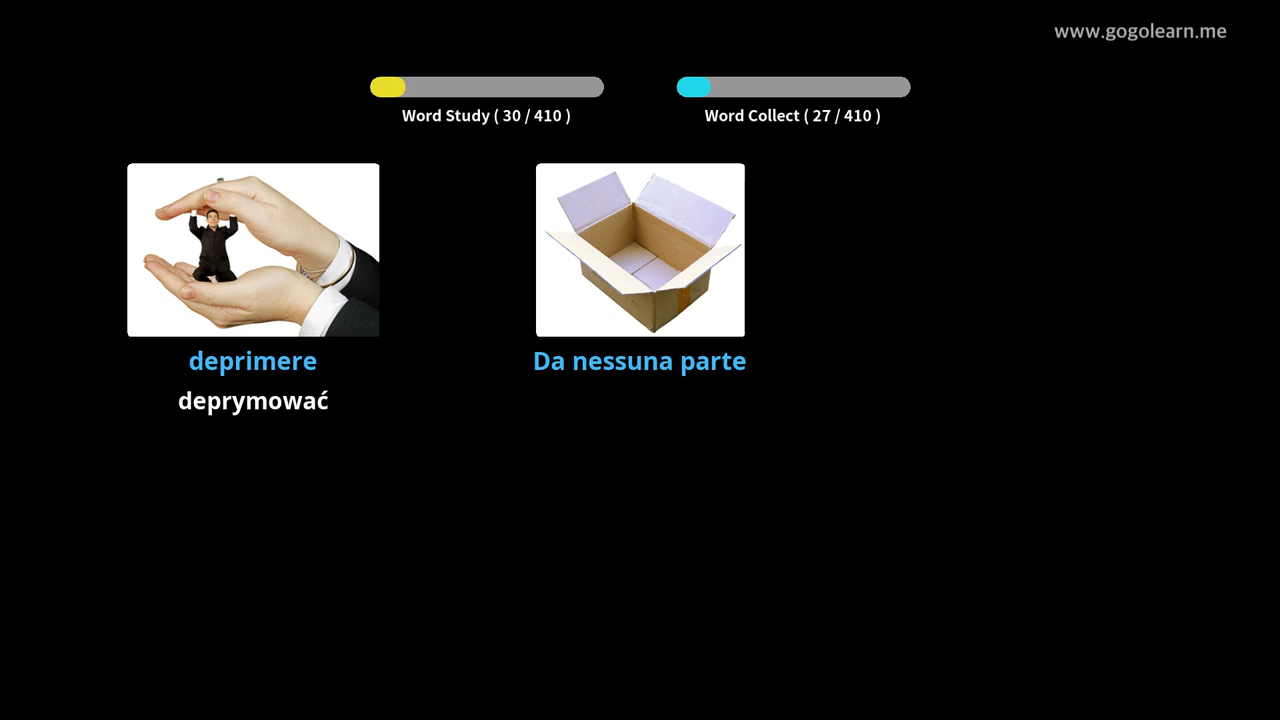 www.gogolearn.me
Word Study ( 30 / 410 )
Word Collect ( 27 / 410 )
deprimere
Da nessuna parte
deprymować